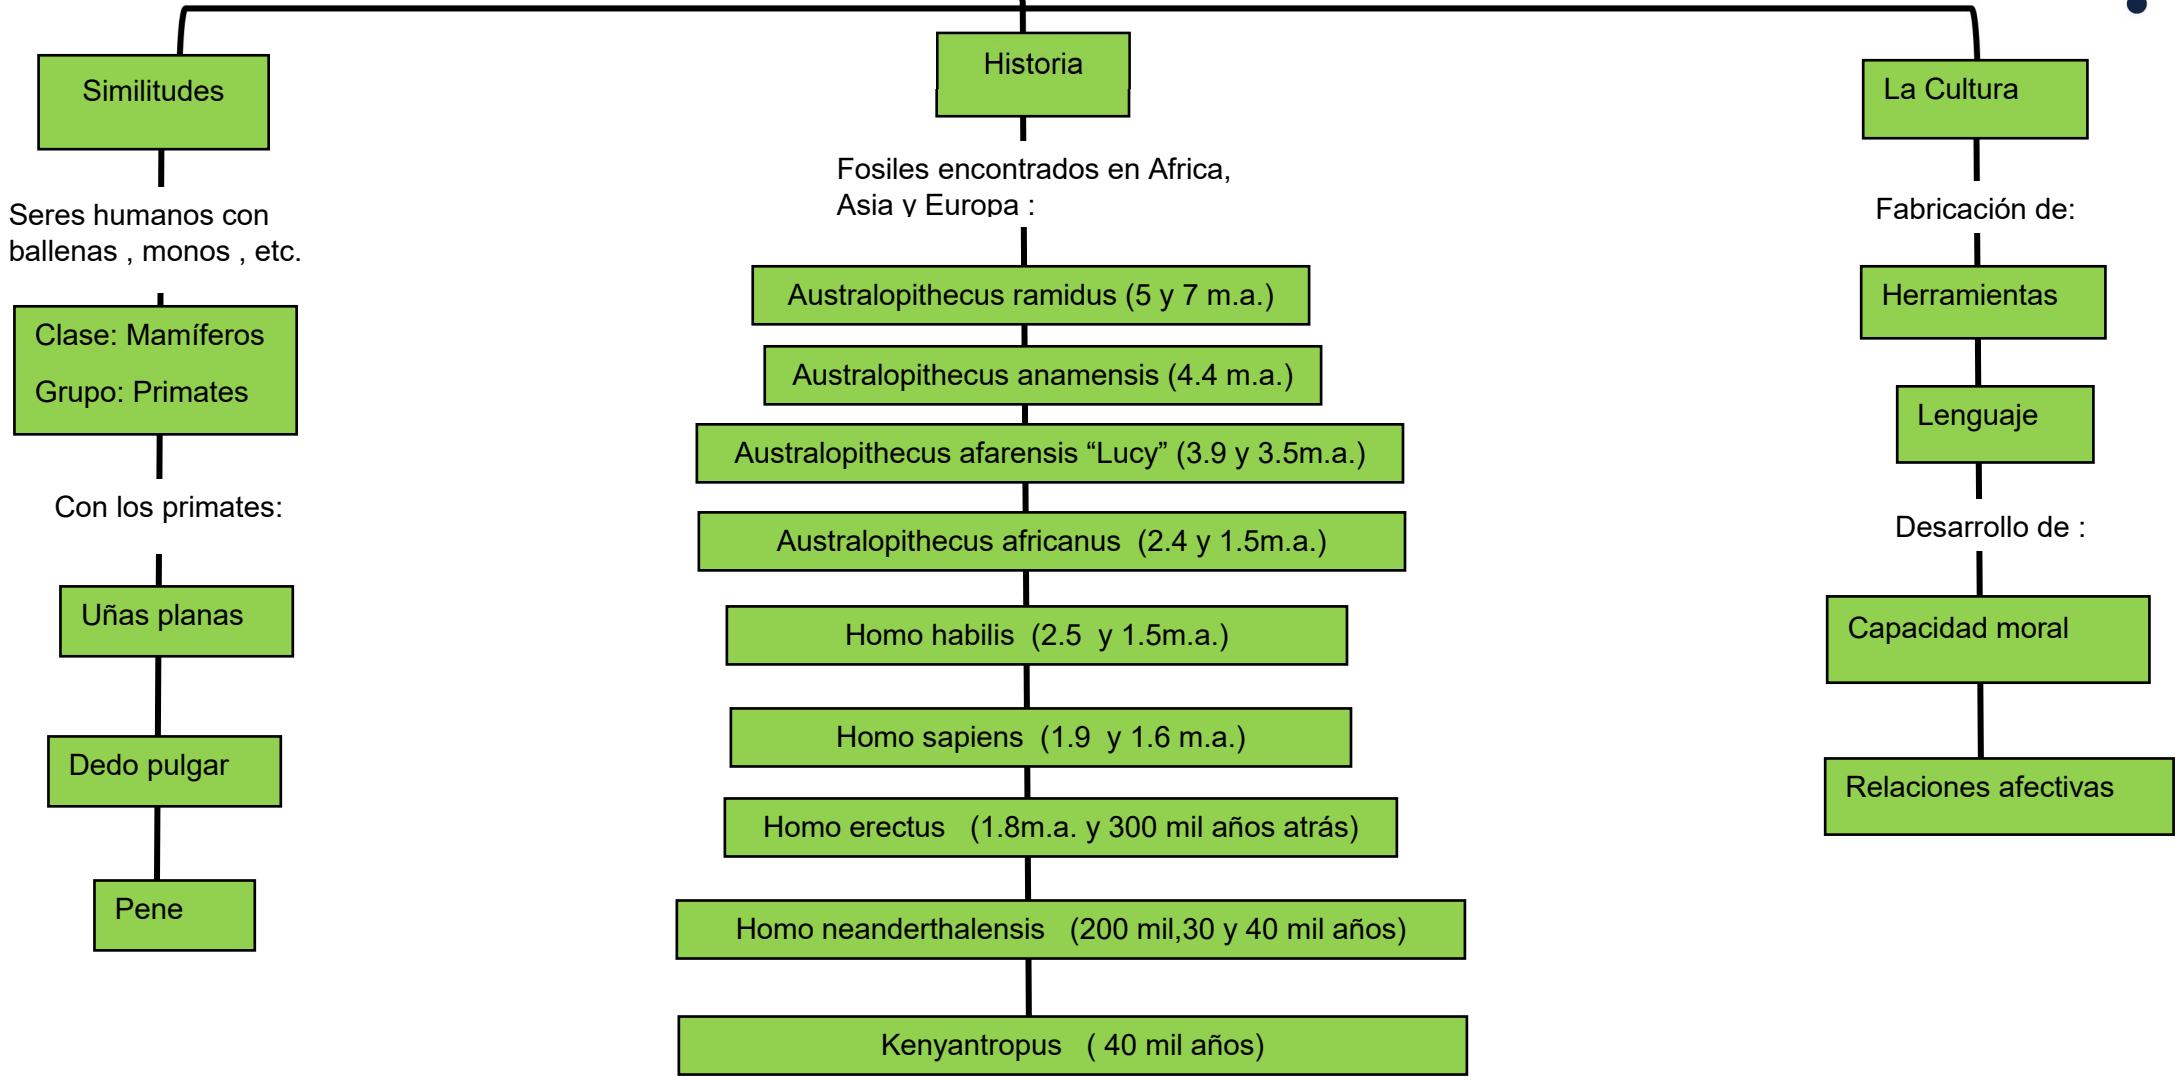 Similitudes
Seres humanos con
ballenas , monos , etc.
Clase: Mamíferos
Grupo: Primates
Con los primates:
Uñas planas
Dedo pulgar
Pene
Historia
Fosiles encontrados en Africa,
Asia y Europa :
Australopithecus ramidus (5 y 7 m.a.)
Australopithecus anamensis (4.4 m.a.)
Australopithecus afarensis “Lucy” (3.9 y 3.5m.a.)
Australopithecus africanus (2.4 y 1.5m.a.)
Homo habilis (2.5 y 1.5m.a.)
Homo sapiens (1.9 y 1.6 m.a.)
Homo erectus (1.8m.a. y 300 mil años atrás)
Homo neanderthalensis (200 mil,30 y 40 mil años)
Kenyantropus ( 40 mil años)
La Cultura
Fabricación de:
Herramientas
Lenguaje
Desarrollo de :
Capacidad moral
Relaciones afectivas